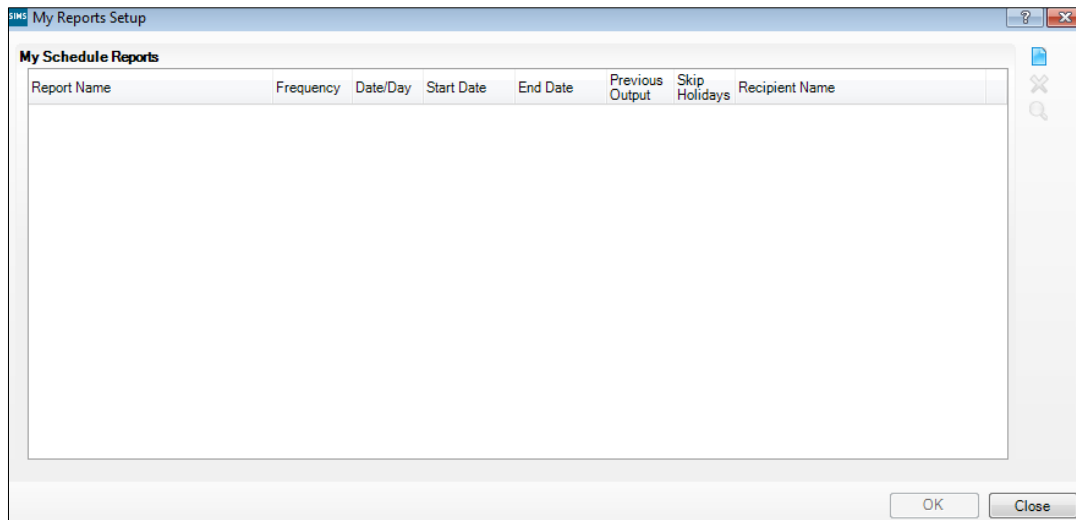 SIMS My Reports Setup
?
My Schedule Reports
Report Name Frequency Date/Day Start Date End Date Previous Output Skip Holidays Recipient Name
OK Close